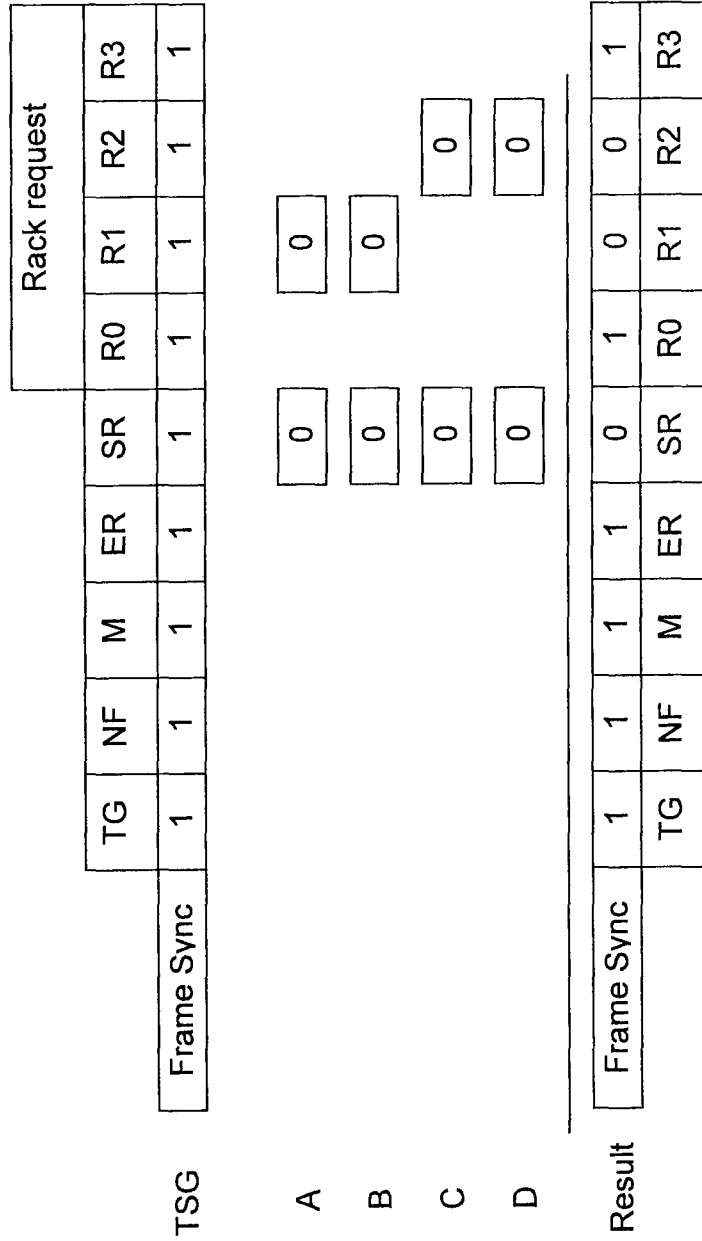 Rack request
TG NF M ER SR R0 R1 R2 R3
TSG Frame Sync 1 1 1 1 1 1 1 1 1
A 0 0
B 0 0
C 0 0
D 0 0
Result Frame Sync 1 1 1 1 0 1 0 0 1
TG NF M ER SR R0 R1 R2 R3